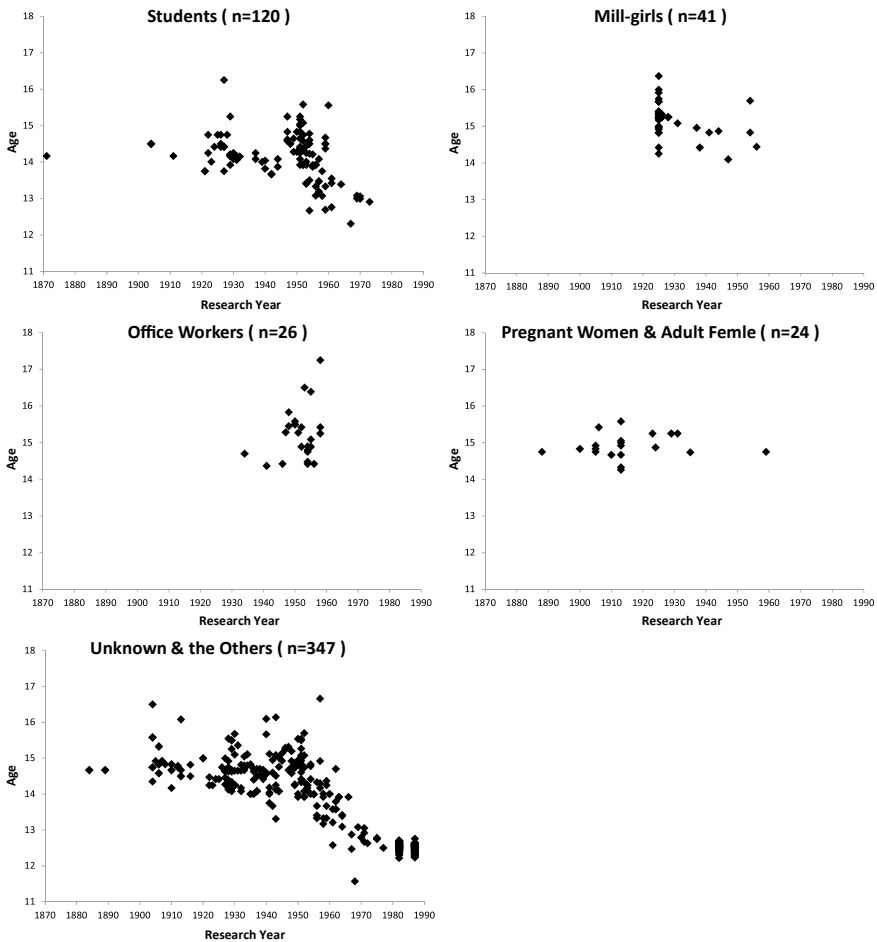 Students ( n=120 )
18
17
16
15
14
13
12
11
Age
1870 1880 1890 1900 1910 1920 1930 1940 1950 1960 1970 1980 1990
Research Year
Mill-girls ( n=41 )
18
17
16
15
14
13
12
11
Age
1870 1880 1890 1900 1910 1920 1930 1940 1950 1960 1970 1980 1990
Research Year
Office Workers ( n=26 )
18
17
16
15
14
13
12
11
Age
1870 1880 1890 1900 1910 1920 1930 1940 1950 1960 1970 1980 1990
Research Year
Pregnant Women & Adult Femle ( n=24 )
18
17
16
15
14
13
12
11
Age
1870 1880 1890 1900 1910 1920 1930 1940 1950 1960 1970 1980 1990
Research Year
Unknown & the Others ( n=347 )
18
17
16
15
14
13
12
11
Age
1870 1880 1890 1900 1910 1920 1930 1940 1950 1960 1970 1980 1990
Research Year